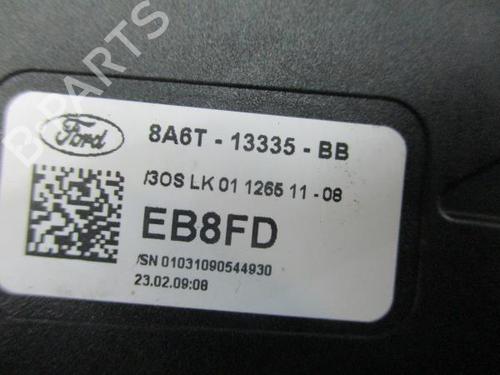 B-PARTS
Ford
8A6T - 13335 - BB
/3OS LK 01 1265 11 - 08
EB8FD
/SN 01031090544930
23.02.09:08